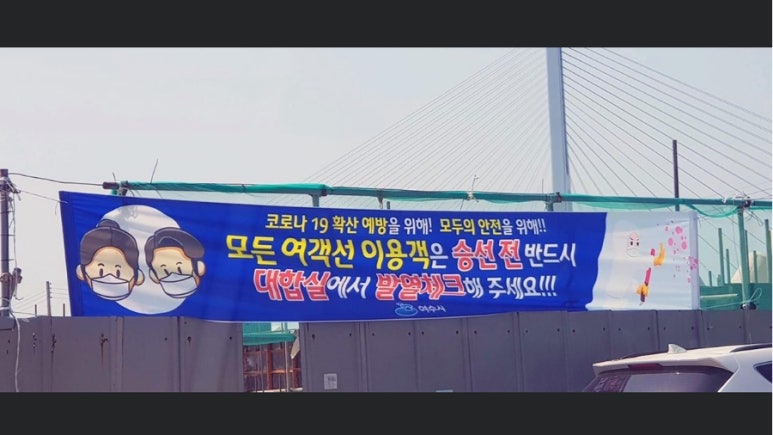 코로나 19 확산 예방을 위해! 모두의 안전을 위해!!
모든 여객선 이용객은 승선 전 반드시
대합실에서 발열체크해 주세요!!!
여수시